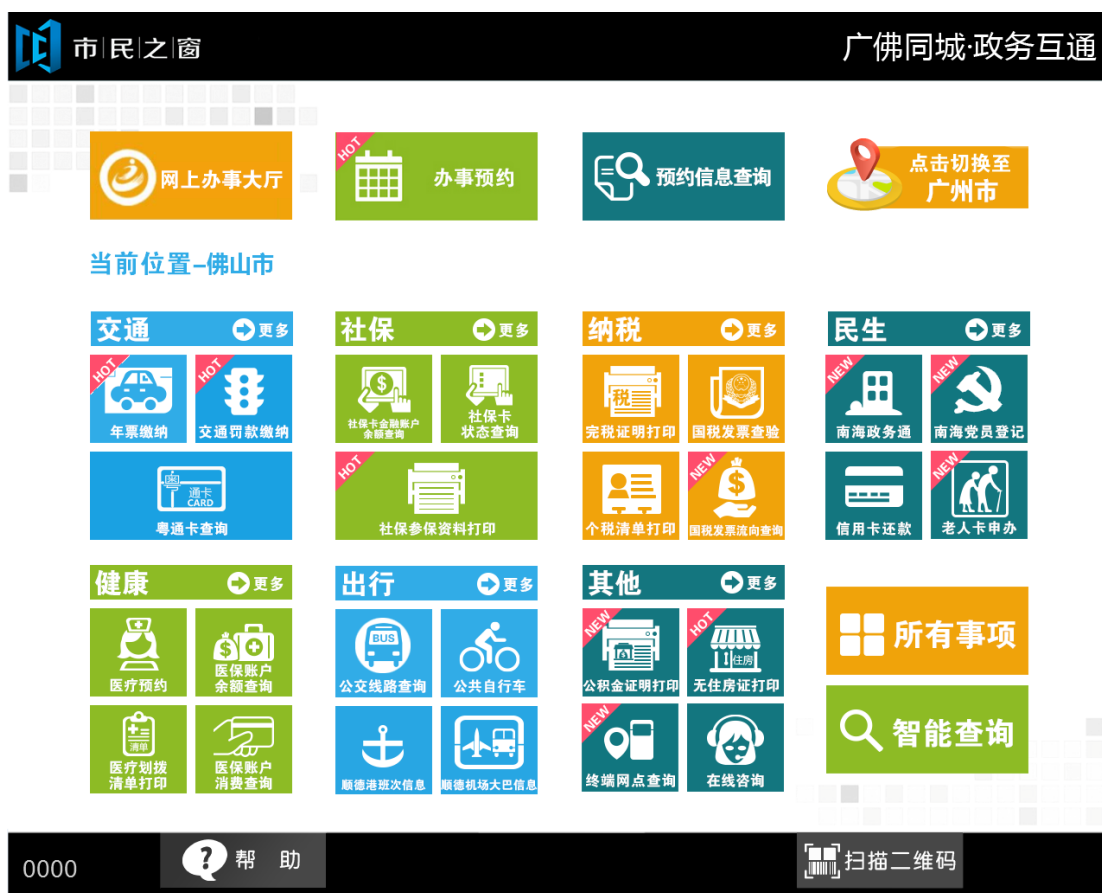 市民之窗
广佛同城·政务互通
网上办事大厅
HOT
办事预约
预约信息查询
点击切换至
广州市
当前位置-佛山市
交通
更多
社保
更多
纳税
更多
民生
更多
HOT
年票缴纳
HOT
交通罚款缴纳
社保卡金融账户
余额查询
社保卡
状态查询
税
完税证明打印
国税发票查验
NEW
南海政务通
NEW
南海党员登记
通卡
CARD
粤通卡查询
HOT
社保参保资料打印
个税清单打印
NEW
国税发票流向查询
信用卡还款
NEW
老人卡申办
健康
更多
出行
更多
其他
更多
医疗预约
医保账户
余额查询
BUS
公交线路查询
公共自行车
NEW
公积金证明打印
HOT
住房
无住房证打印
所有事项
清单
医疗划拨
清单打印
医保账户
消费查询
顺德港班次信息
顺德机场大巴信息
NEW
终端网点查询
在线咨询
智能查询
0000
帮 助
扫描二维码